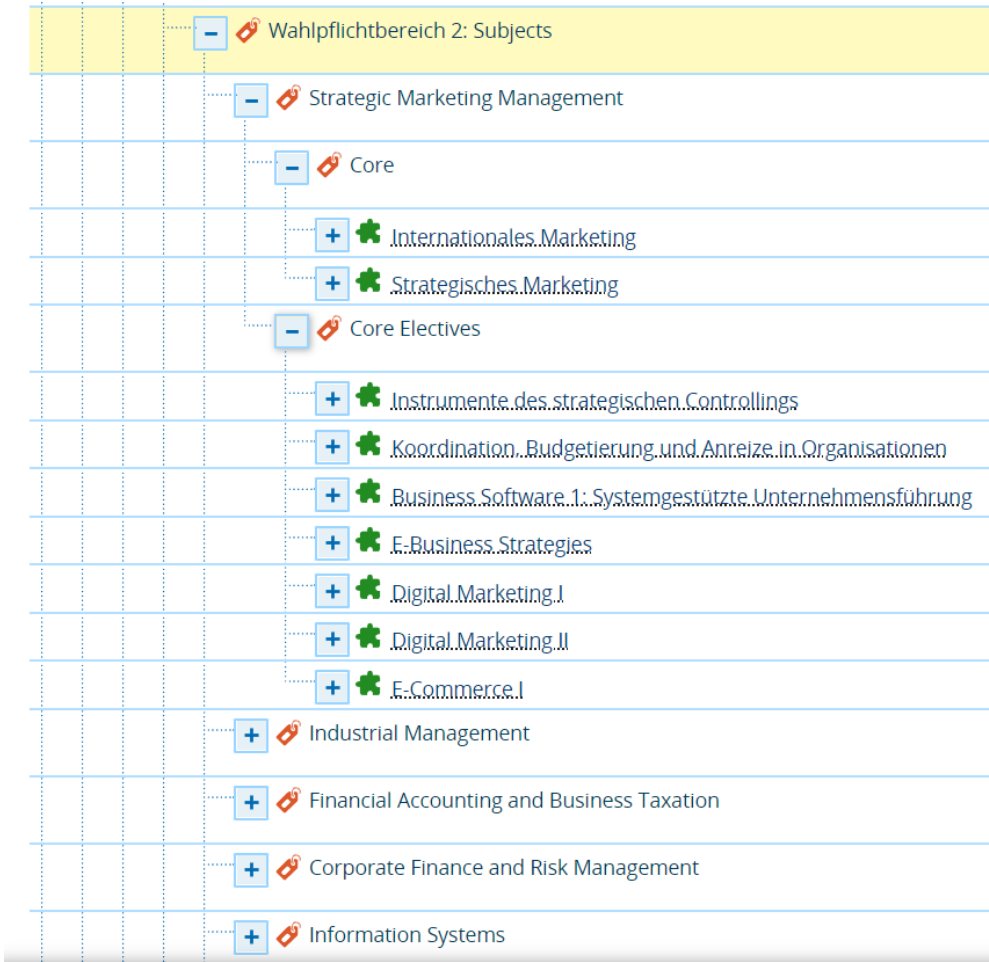 Wahlpflichtbereich 2: Subjects
Strategic Marketing Management
Core
Internationales Marketing
Strategisches Marketing
Core Electives
Instrumente des strategischen Controllings
Koordination, Budgetierung und Anreize in Organisationen
Business Software 1: Systemgestützte Unternehmensführung
E-Business Strategies
Digital Marketing I
Digital Marketing II
E-Commerce I
Industrial Management
Financial Accounting and Business Taxation
Corporate Finance and Risk Management
Information Systems